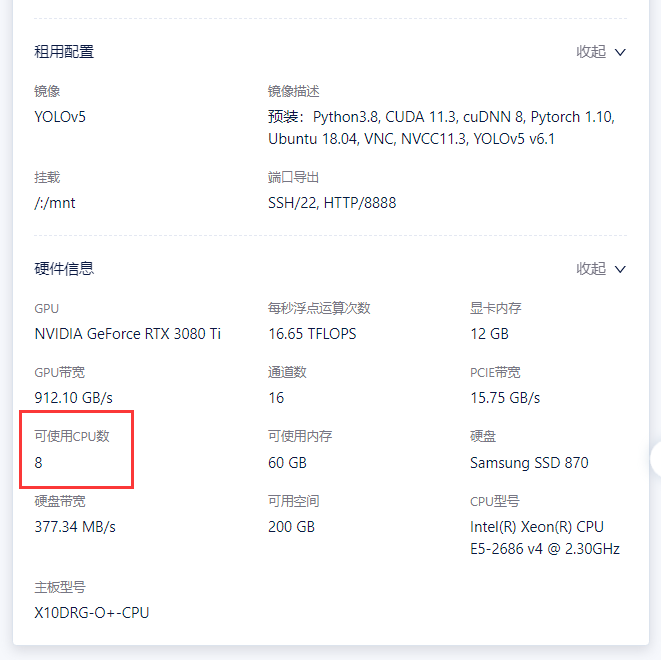 租用配置 收起
镜像 镜像描述
YOLOv5 预装：Python3.8, CUDA 11.3, cuDNN 8, Pytorch 1.10,
Ubuntu 18.04, VNC, NVCC11.3, YOLOv5 v6.1
挂载 端口导出
/:/mnt SSH/22, HTTP/8888
硬件信息 收起
GPU 每秒浮点运算次数 显卡内存
NVIDIA GeForce RTX 3080 Ti 16.65 TFLOPS 12 GB
GPU带宽 通道数 PCIE带宽
912.10 GB/s 16 15.75 GB/s
可使用CPU数 可使用内存 硬盘
8 60 GB Samsung SSD 870
硬盘带宽 可用空间 CPU型号
377.34 MB/s 200 GB Intel(R) Xeon(R) CPU
E5-2686 v4 @ 2.30GHz
主板型号
X10DRG-O+-CPU